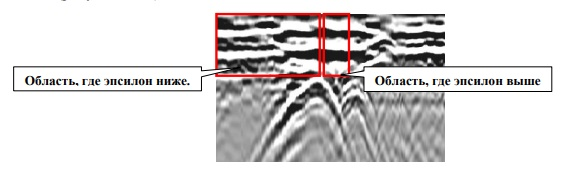 Область, где эпсилон ниже.
Область, где эпсилон выше